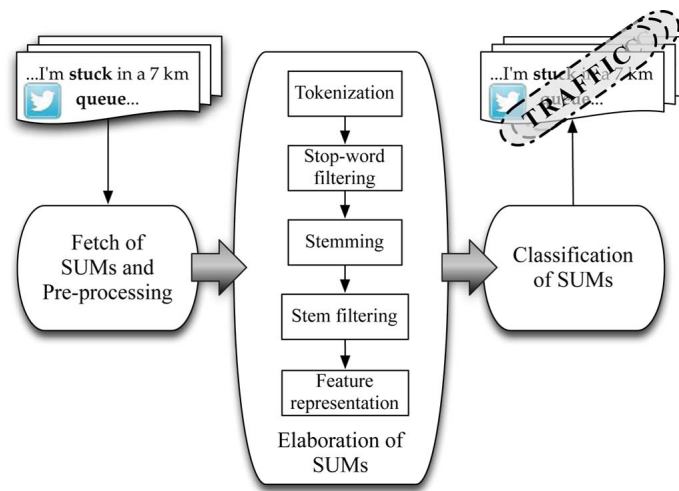 ...I'm stuck in a 7 km
queue...
Fetch of
SUMs and
Pre-processing
Tokenization
Stop-word
filtering
Stemming
Stem filtering
Feature
representation
Elaboration of
SUMs
...I'm stuck in a 7 km
queue...
TRAFFIC
Classification
of SUMs